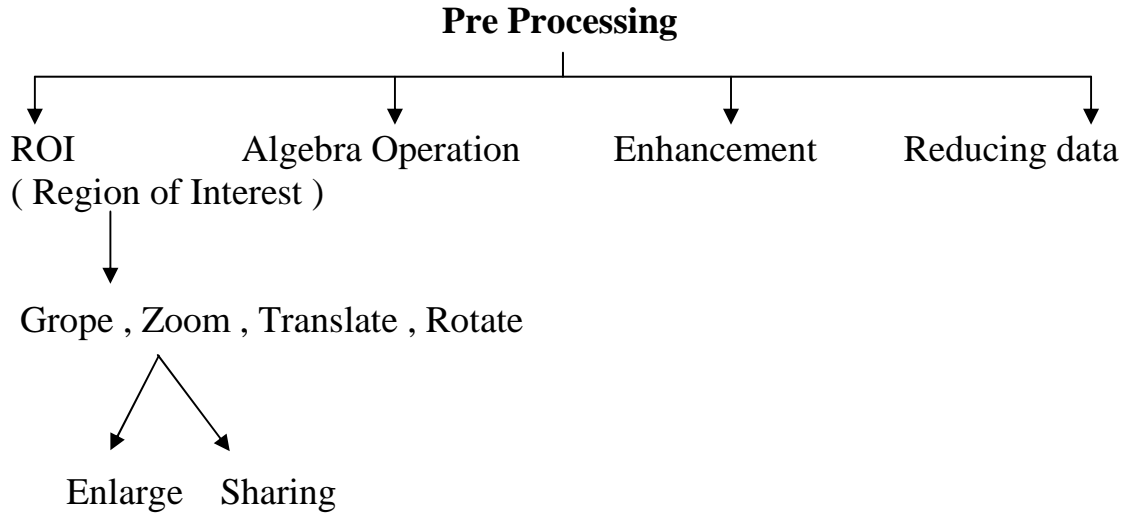 Pre Processing
ROI Algebra Operation Enhancement Reducing data
( Region of Interest )
Grope , Zoom , Translate , Rotate
Enlarge Sharing